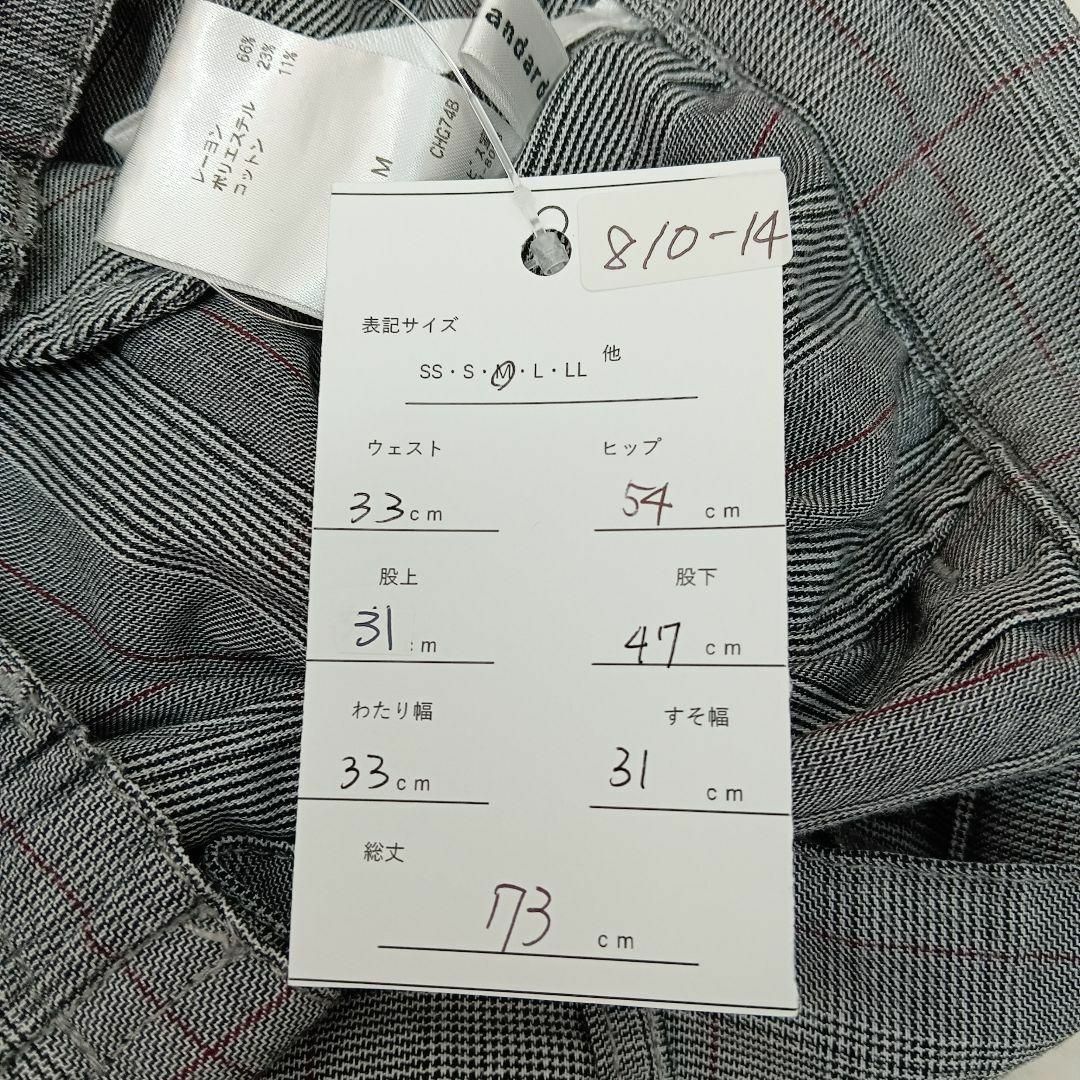 andard
レーヨン 66%
ポリエステル 23%
コットン 11%
M
CHG74B
810-14
表記サイズ
SS・S・M・L・LL 他
ウェスト ヒップ
33cm 54 cm
股上 股下
31 m 47 cm
わたり幅 すそ幅
33cm 31 cm
総丈
73 cm